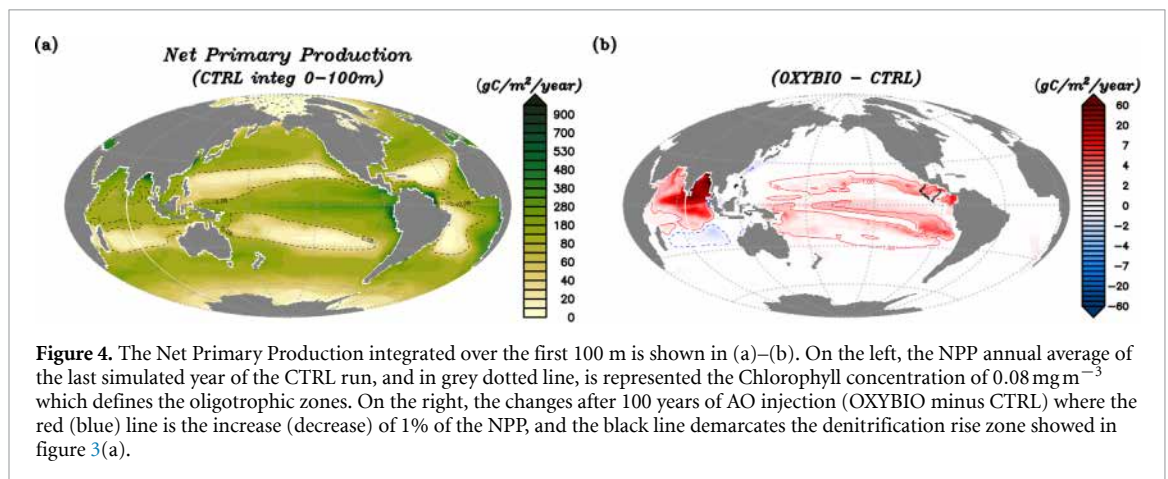 (a)
Net Primary Production
(CTRL integ 0-100m)
(gC/m²/year)
900
700
530
480
380
280
180
80
60
40
20
0
(b)
(OXYBIO - CTRL)
(gC/m²/year)
60
20
7
4
2
0
-2
-4
-7
-20
-60
Figure 4. The Net Primary Production integrated over the first 100 m is shown in (a)–(b). On the left, the NPP annual average of
the last simulated year of the CTRL run, and in grey dotted line, is represented the Chlorophyll concentration of 0.08 mg m⁻³
which defines the oligotrophic zones. On the right, the changes after 100 years of AO injection (OXYBIO minus CTRL) where the
red (blue) line is the increase (decrease) of 1% of the NPP, and the black line demarcates the denitrification rise zone showed in
figure 3(a).